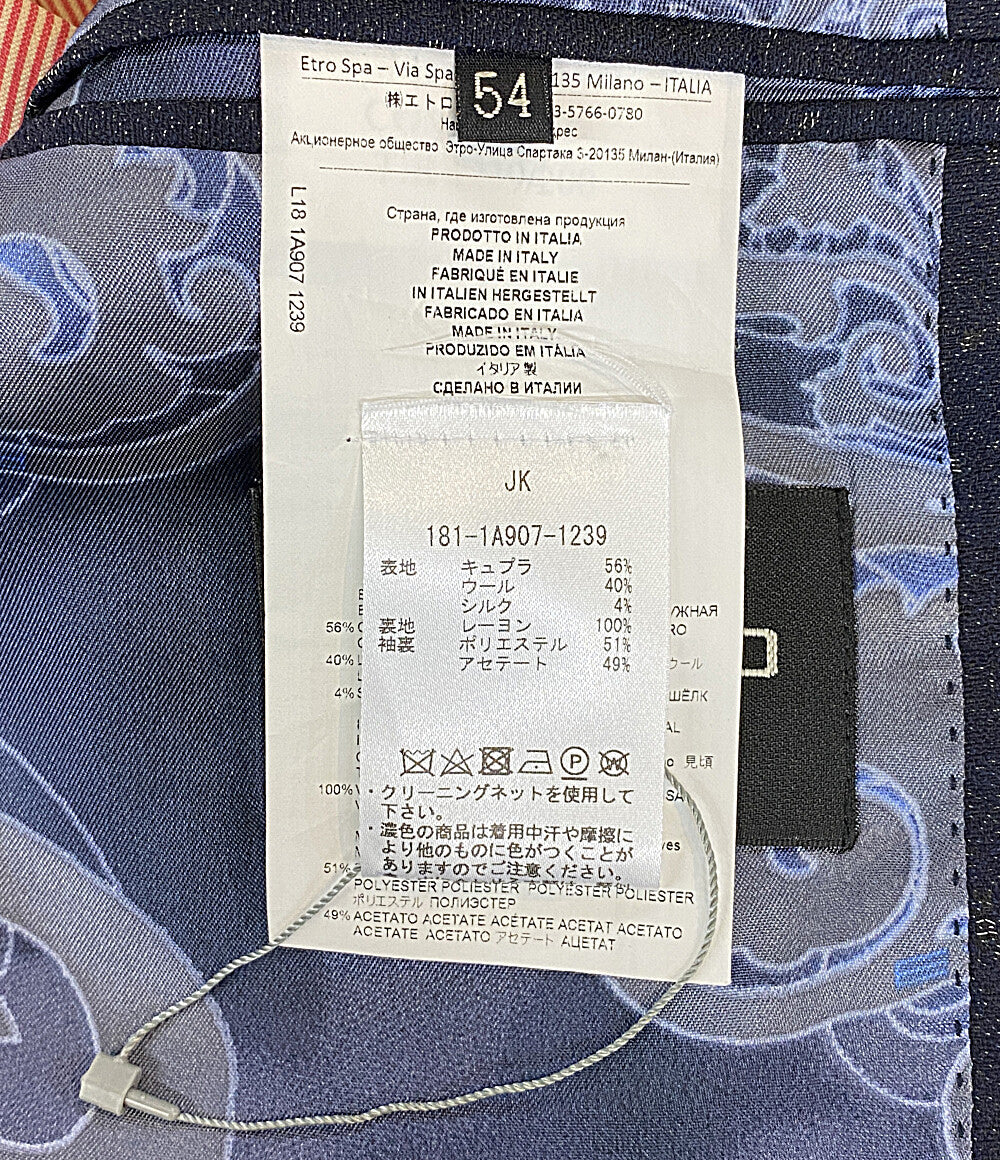 Etro Spa – Via Spa 135 Milano – ITALIA
54
㈱エトロ 3-5766-0780
Акционерное общество Этро-Улица Спартака 3-20135 Милан-(Италия)
L18 1A907 1239
Страна, где изготовлена продукция
PRODOTTO IN ITALIA
MADE IN ITALY
FABRIQUÉ EN ITALIE
IN ITALIEN HERGESTELLT
FABRICADO EN ITALIA
MADE IN ITALY
PRODUZIDO EM ITÁLIA
イタリア製
СДЕЛАНО В ИТАЛИИ
JK
181-1A907-1239
表地 キュプラ 56%
ウール 40%
シルク 4%
裏地 レーヨン 100%
袖裏 ポリエステル 51%
アセテート 49%
P
W
・クリーニングネットを使用して
下さい。
・濃色の商品は着用中汗や摩擦に
より他のものに色がつくことが
ありますのでご注意ください。
56%
40%
ウール
4%
ШЁЛК
見頃
100%
51%
POLYESTER POLIESTER POLYESTER POLIESTER
ポリエステル ПОЛИЭСТЕР
49% ACETATO ACETATE ACÉTATE ACETAT ACETATO
ACETATE ACETATO アセテート АЦЕТАТ